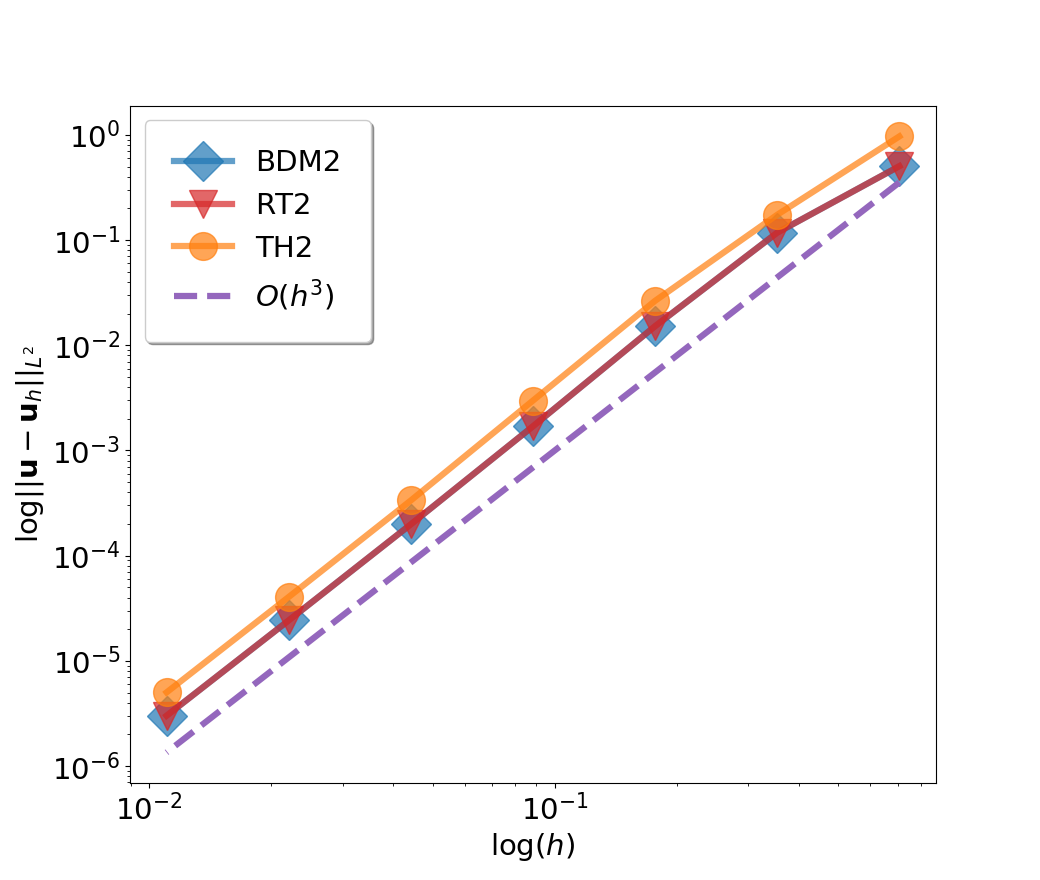 10⁰
10⁻¹
10⁻²
10⁻³
10⁻⁴
10⁻⁵
10⁻⁶
log||𝐮 − 𝐮ₕ||_{L²}
BDM2
RT2
TH2
O(h³)
10⁻² 10⁻¹
log(h)